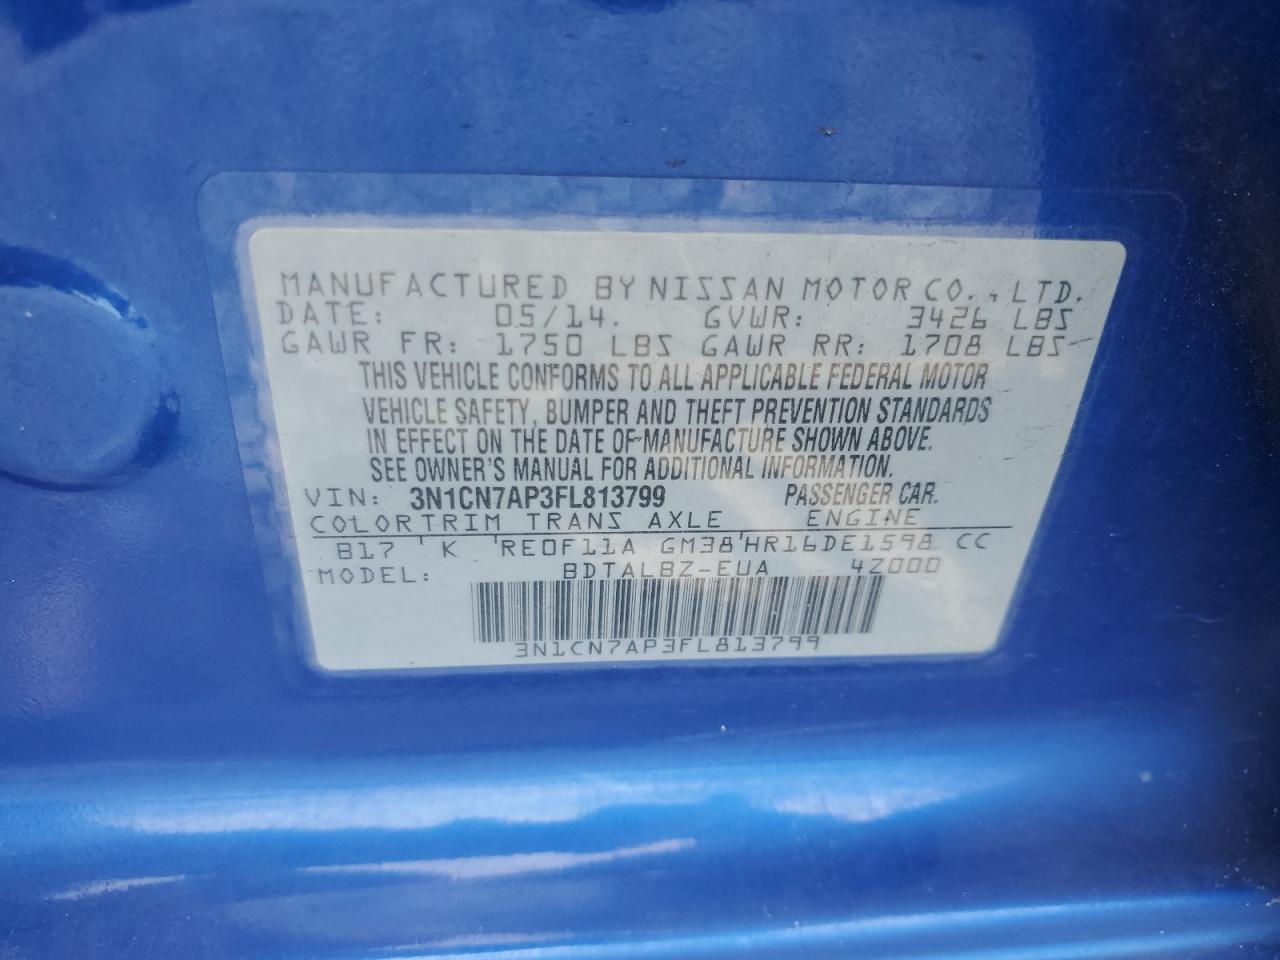 MANUFACTURED BY NISSAN MOTOR CO., LTD.
DATE: 05/14. GVWR: 3426 LBS
GAWR FR: 1750 LBS GAWR RR: 1708 LBS
THIS VEHICLE CONFORMS TO ALL APPLICABLE FEDERAL MOTOR
VEHICLE SAFETY, BUMPER AND THEFT PREVENTION STANDARDS
IN EFFECT ON THE DATE OF MANUFACTURE SHOWN ABOVE.
SEE OWNER'S MANUAL FOR ADDITIONAL INFORMATION.
VIN: 3N1CN7AP3FL813799 PASSENGER CAR.
COLOR TRIM TRANS AXLE ENGINE
B17 K RE0F11A GM38 HR16DE1598 CC
MODEL: BDTALBZ-EUA 4Z000
3N1CN7AP3FL813799